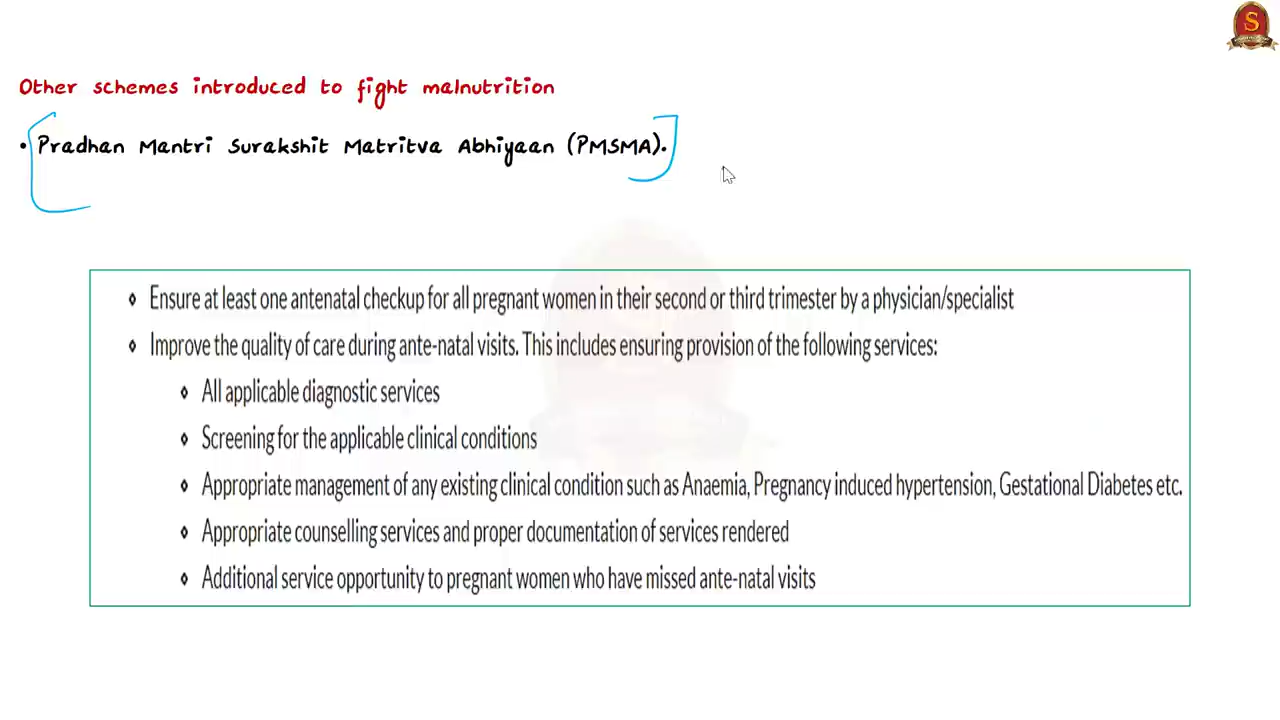 S
Other schemes introduced to fight malnutrition
• Pradhan Mantri Surakshit Matritva Abhiyaan (PMSMA).
Ensure at least one antenatal checkup for all pregnant women in their second or third trimester by a physician/specialist
Improve the quality of care during ante-natal visits. This includes ensuring provision of the following services:
All applicable diagnostic services
Screening for the applicable clinical conditions
Appropriate management of any existing clinical condition such as Anaemia, Pregnancy induced hypertension, Gestational Diabetes etc.
Appropriate counselling services and proper documentation of services rendered
Additional service opportunity to pregnant women who have missed ante-natal visits